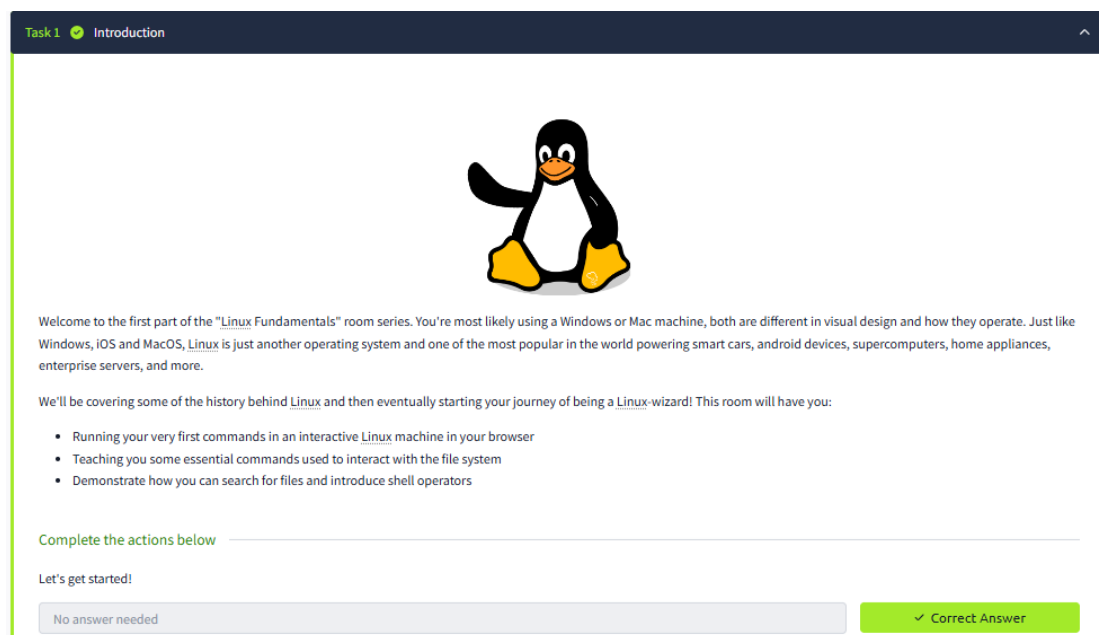 Task 1 Introduction
Welcome to the first part of the "Linux Fundamentals" room series. You're most likely using a Windows or Mac machine, both are different in visual design and how they operate. Just like
Windows, iOS and MacOS, Linux is just another operating system and one of the most popular in the world powering smart cars, android devices, supercomputers, home appliances,
enterprise servers, and more.
We'll be covering some of the history behind Linux and then eventually starting your journey of being a Linux-wizard! This room will have you:
• Running your very first commands in an interactive Linux machine in your browser
• Teaching you some essential commands used to interact with the file system
• Demonstrate how you can search for files and introduce shell operators
Complete the actions below
Let's get started!
No answer needed
✓ Correct Answer